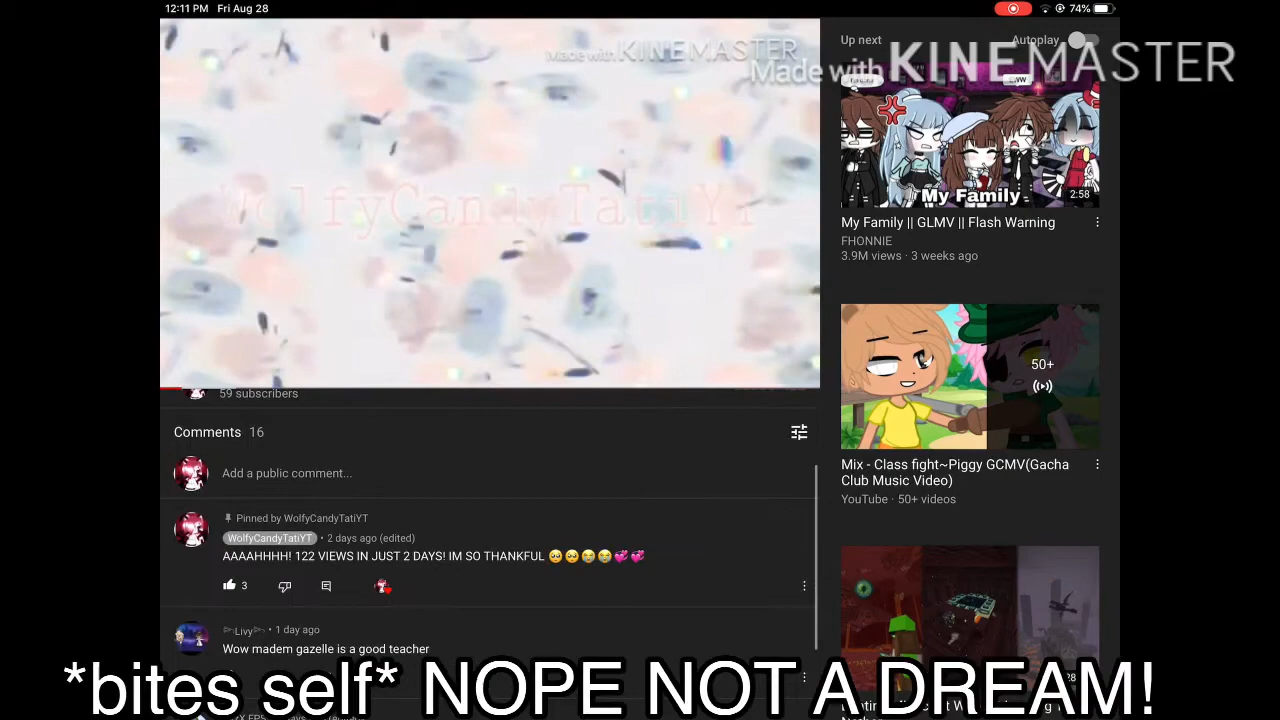 12:11 PM Fri Aug 28
74%
Made with KINEMASTER
Made with KINEMASTER
WolfyCandyTatiYT
59 subscribers
Comments 16
Add a public comment...
Pinned by WolfyCandyTatiYT
WolfyCandyTatiYT • 2 days ago (edited)
AAAAHHHH! 122 VIEWS IN JUST 2 DAYS! IM SO THANKFUL 🥺🥺😭😭💞💞
3
Livy • 1 day ago
Wow madem gazelle is a good teacher
Up next
Autoplay
My Family
2:58
My Family || GLMV || Flash Warning
FHONNIE
3.9M views · 3 weeks ago
50+
Mix - Class fight~Piggy GCMV(Gacha
Club Music Video)
YouTube · 50+ videos
*bites self* NOPE NOT A DREAM!